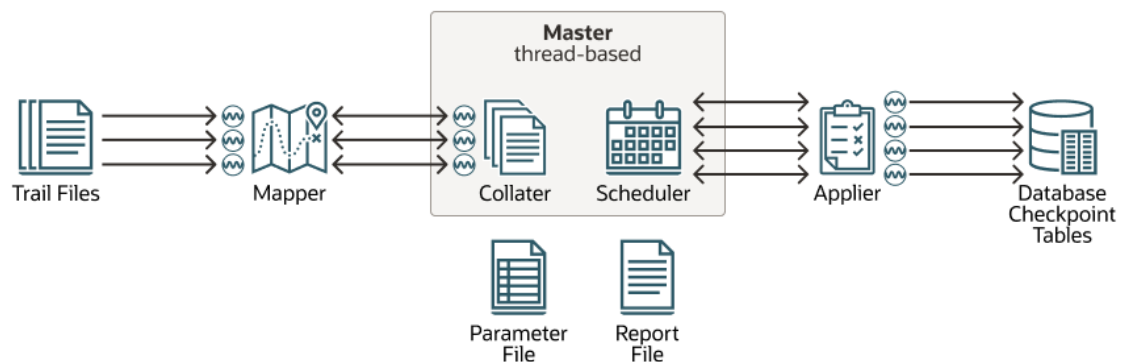 Master
thread-based
Trail Files
Mapper
Collater
Scheduler
Applier
Database
Checkpoint
Tables
Parameter
File
Report
File